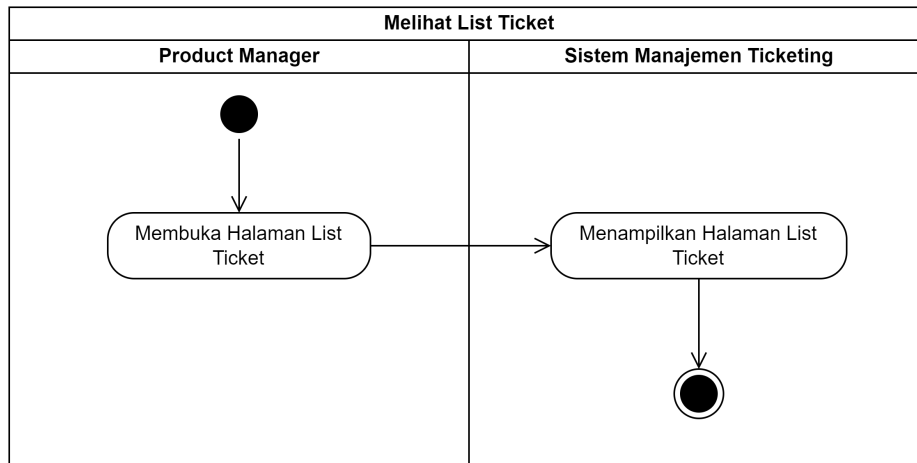 Melihat List Ticket
Product Manager
Sistem Manajemen Ticketing
Membuka Halaman List
Ticket
Menampilkan Halaman List
Ticket